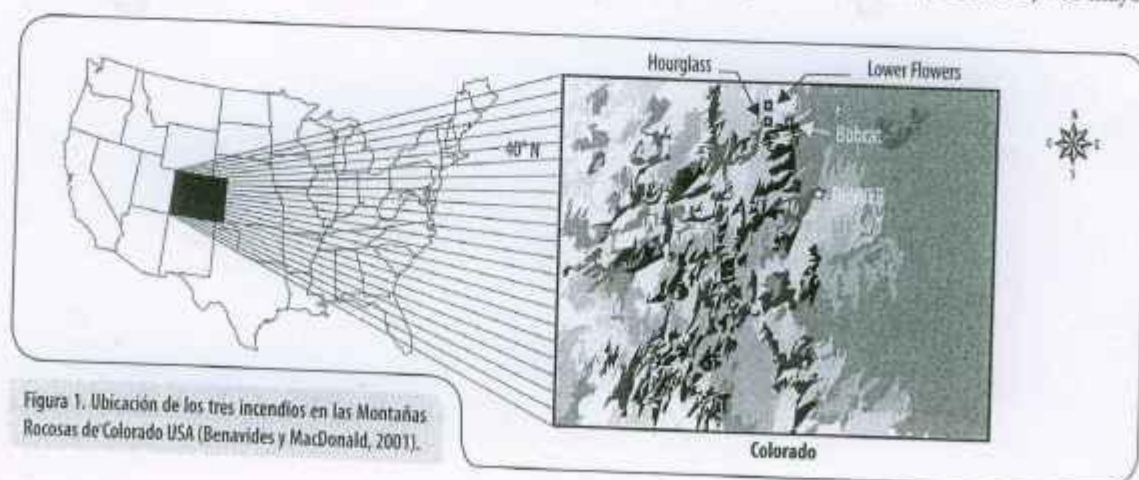 Hourglass
Lower Flowers
Bobcat
40° N
Figura 1. Ubicación de los tres incendios en las Montañas
Rocosas de Colorado USA (Benavides y MacDonald, 2001).
Colorado